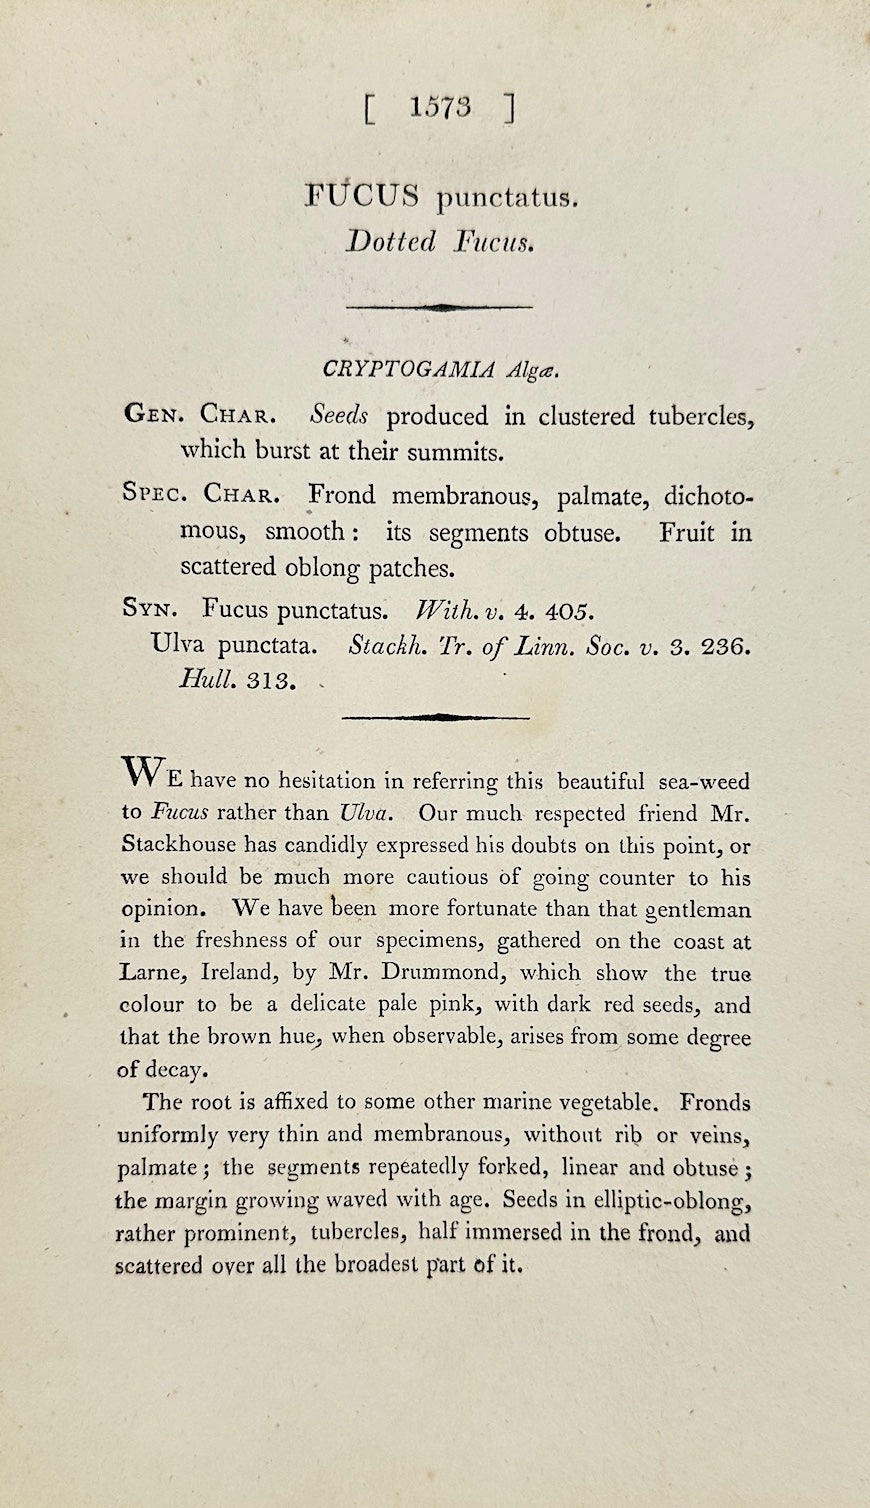 [ 1573 ]
FUCUS punctatus.
Dotted Fucus.
CRYPTOGAMIA Algæ.
GEN. CHAR. Seeds produced in clustered tubercles,
which burst at their summits.
SPEC. CHAR. Frond membranous, palmate, dichoto-
mous, smooth: its segments obtuse. Fruit in
scattered oblong patches.
SYN. Fucus punctatus. With. v. 4. 405.
Ulva punctata. Stackh. Tr. of Linn. Soc. v. 3. 236.
Hull. 313.
WE have no hesitation in referring this beautiful sea-weed
to Fucus rather than Ulva. Our much respected friend Mr.
Stackhouse has candidly expressed his doubts on this point, or
we should be much more cautious of going counter to his
opinion. We have been more fortunate than that gentleman
in the freshness of our specimens, gathered on the coast at
Larne, Ireland, by Mr. Drummond, which show the true
colour to be a delicate pale pink, with dark red seeds, and
that the brown hue, when observable, arises from some degree
of decay.
The root is affixed to some other marine vegetable. Fronds
uniformly very thin and membranous, without rib or veins,
palmate; the segments repeatedly forked, linear and obtuse;
the margin growing waved with age. Seeds in elliptic-oblong,
rather prominent, tubercles, half immersed in the frond, and
scattered over all the broadest part of it.